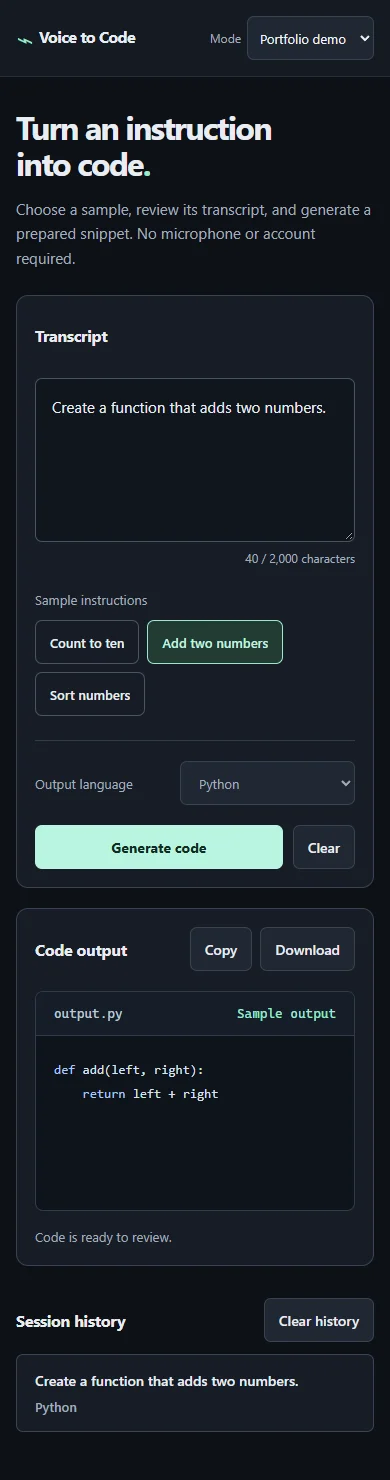 Voice to Code
Mode
Portfolio demo
Turn an instruction
into code.
Choose a sample, review its transcript, and generate a
prepared snippet. No microphone or account
required.
Transcript
Create a function that adds two numbers.
40 / 2,000 characters
Sample instructions
Count to ten
Add two numbers
Sort numbers
Output language
Python
Generate code
Clear
Code output
Copy
Download
output.py
Sample output
def add(left, right):
    return left + right
Code is ready to review.
Session history
Clear history
Create a function that adds two numbers.
Python